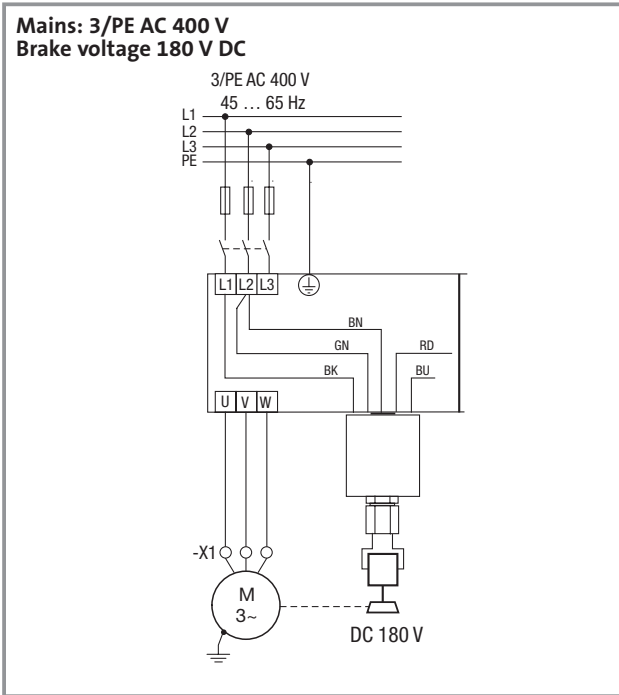 Mains: 3/PE AC 400 V
Brake voltage 180 V DC
3/PE AC 400 V
45 … 65 Hz
L1
L2
L3
PE
L1 L2 L3
BN
GN RD
BK BU
U V W
-X1
M
3~
DC 180 V